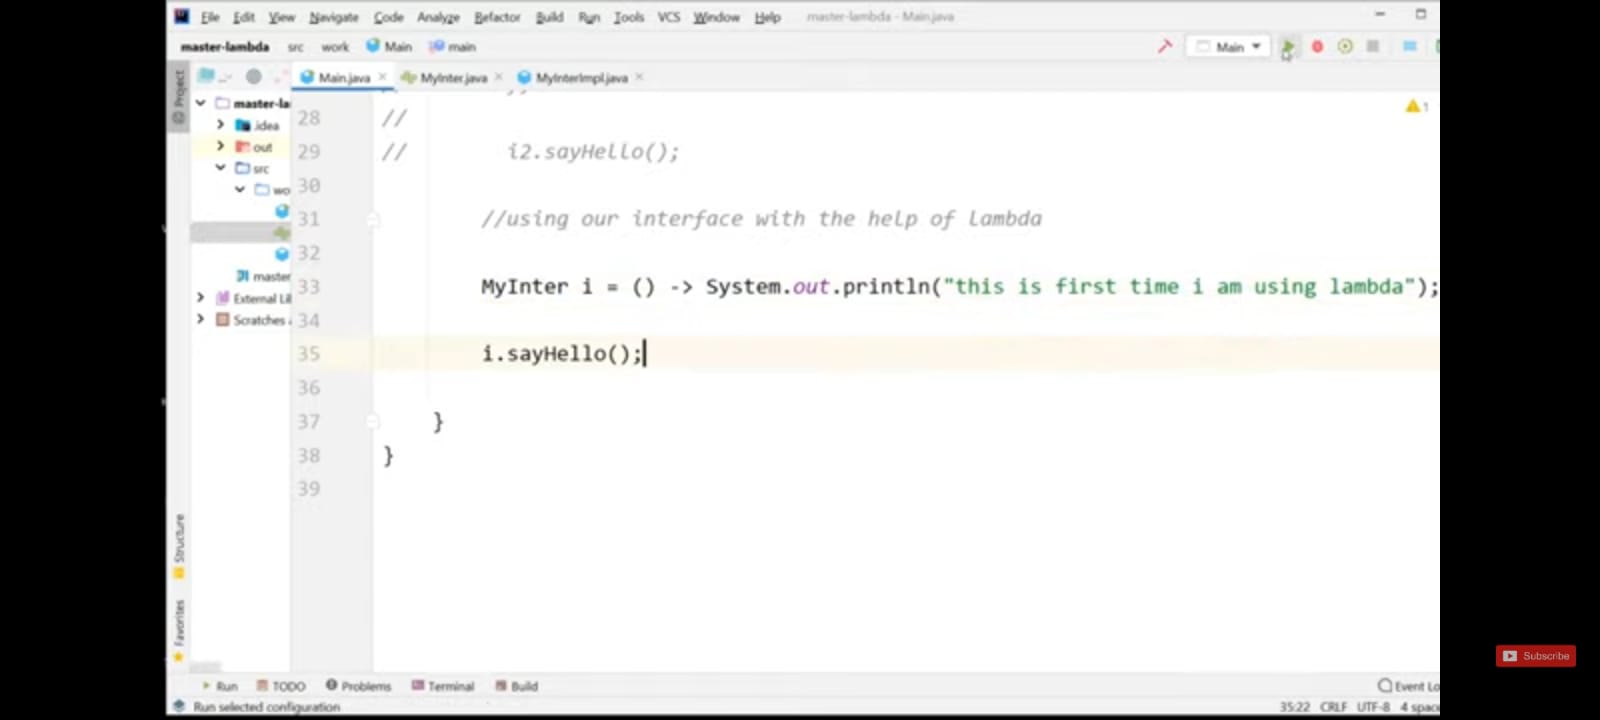 File Edit View Navigate Code Analyze Refactor Build Run Tools VCS Window Help master-lambda - Main.java
master-lambda src work Main main Main
Project
Main.java MyInter.java MyInterImpl.java
master-la
.idea
out
src
wo
master
External Li
Scratches
1
28 //
29 // i2.sayHello();
30
31 //using our interface with the help of lambda
32
33 MyInter i = () -> System.out.println("this is first time i am using lambda");
34
35 i.sayHello();
36
37 }
38 }
39
Structure
Favorites
Subscribe
Run TODO Problems Terminal Build Event Lo
Run selected configuration 35:22 CRLF UTF-8 4 spac